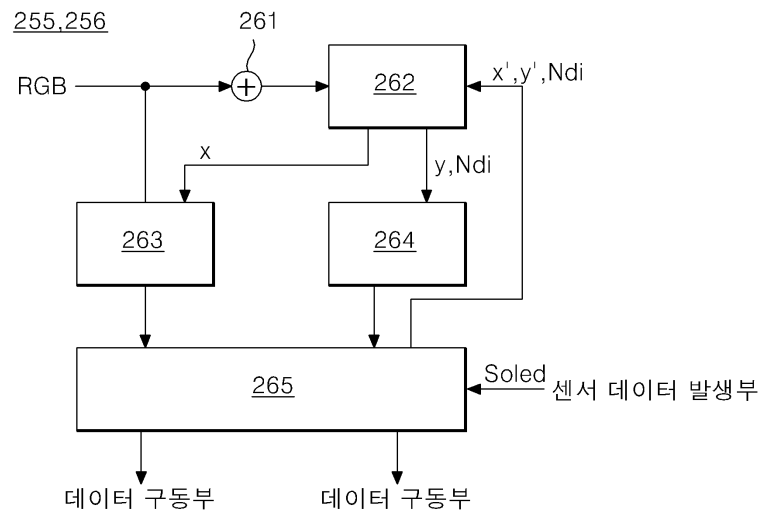 255,256
261
RGB
262
x',y',Ndi
x
y,Ndi
263
264
265
Soled
센서 데이터 발생부
데이터 구동부
데이터 구동부